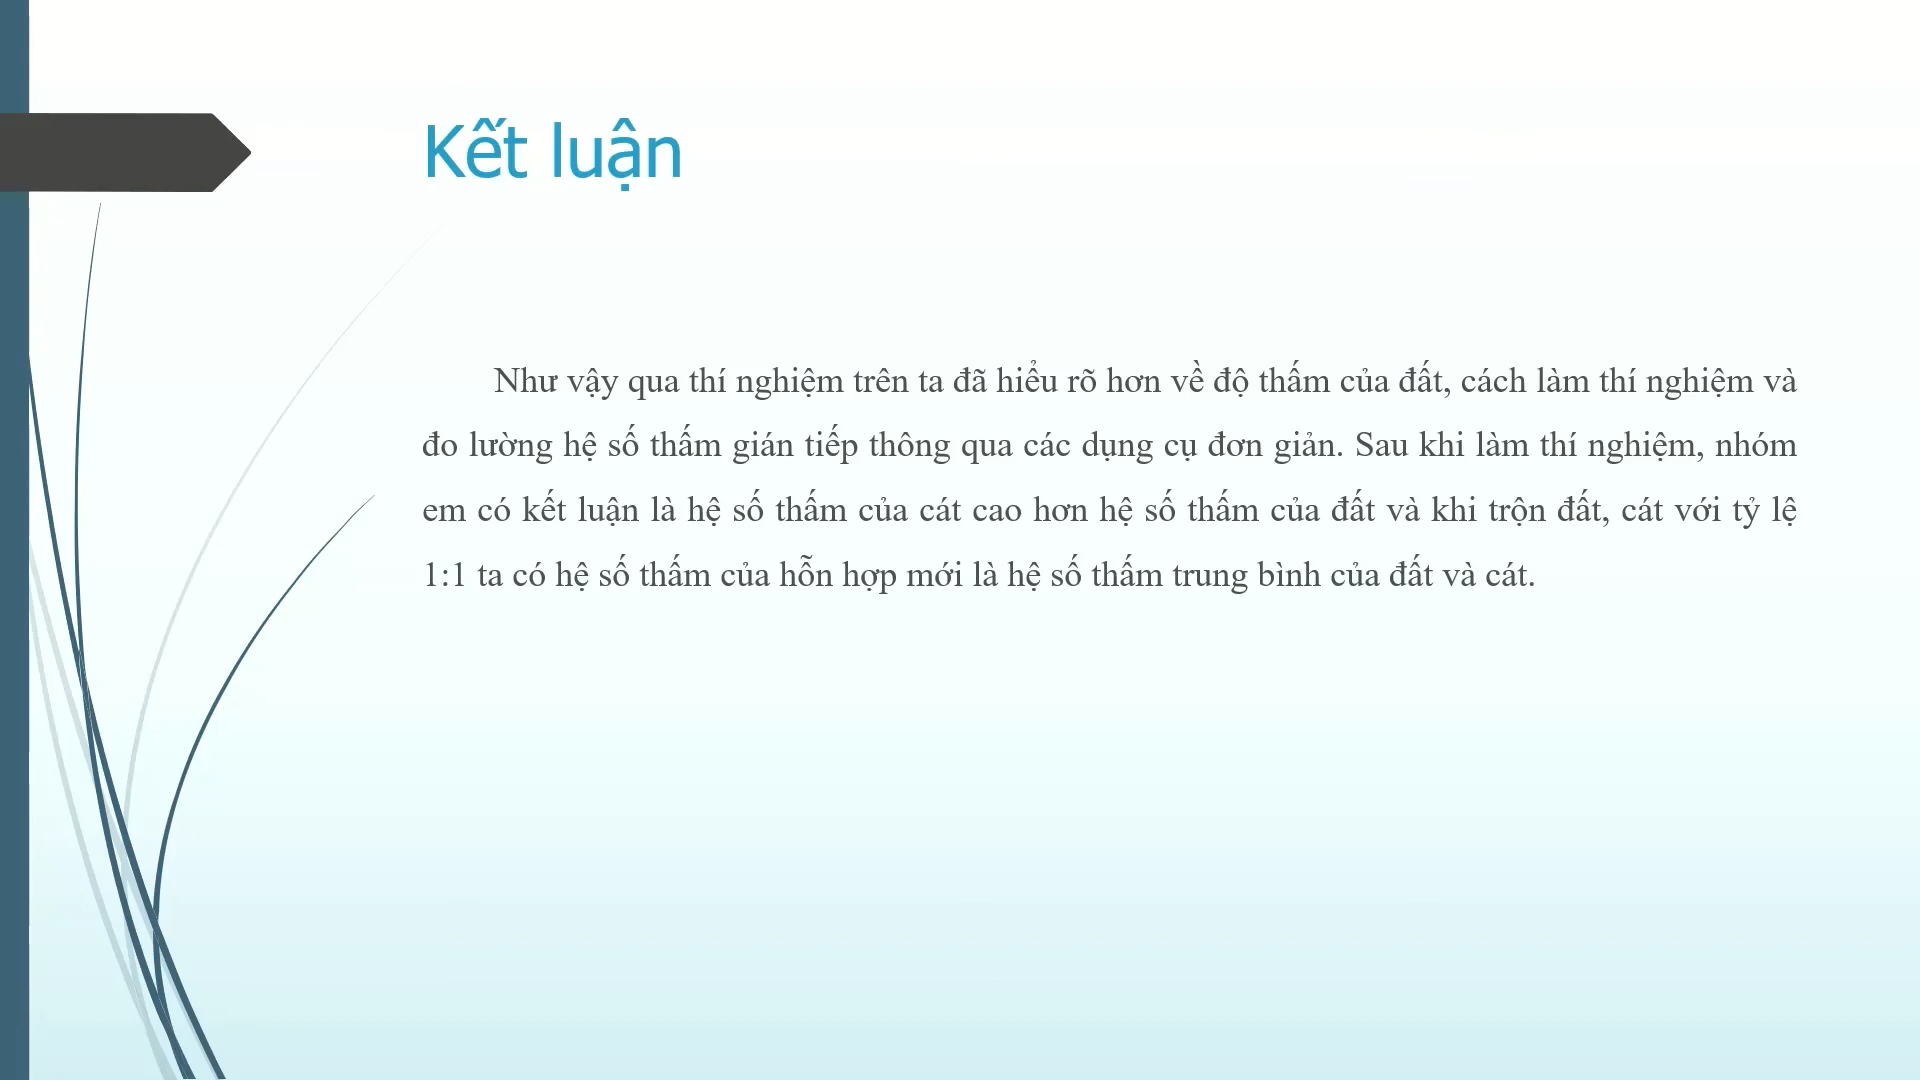 Kết luận
Như vậy qua thí nghiệm trên ta đã hiểu rõ hơn về độ thấm của đất, cách làm thí nghiệm và
đo lường hệ số thấm gián tiếp thông qua các dụng cụ đơn giản. Sau khi làm thí nghiệm, nhóm
em có kết luận là hệ số thấm của cát cao hơn hệ số thấm của đất và khi trộn đất, cát với tỷ lệ
1:1 ta có hệ số thấm của hỗn hợp mới là hệ số thấm trung bình của đất và cát.